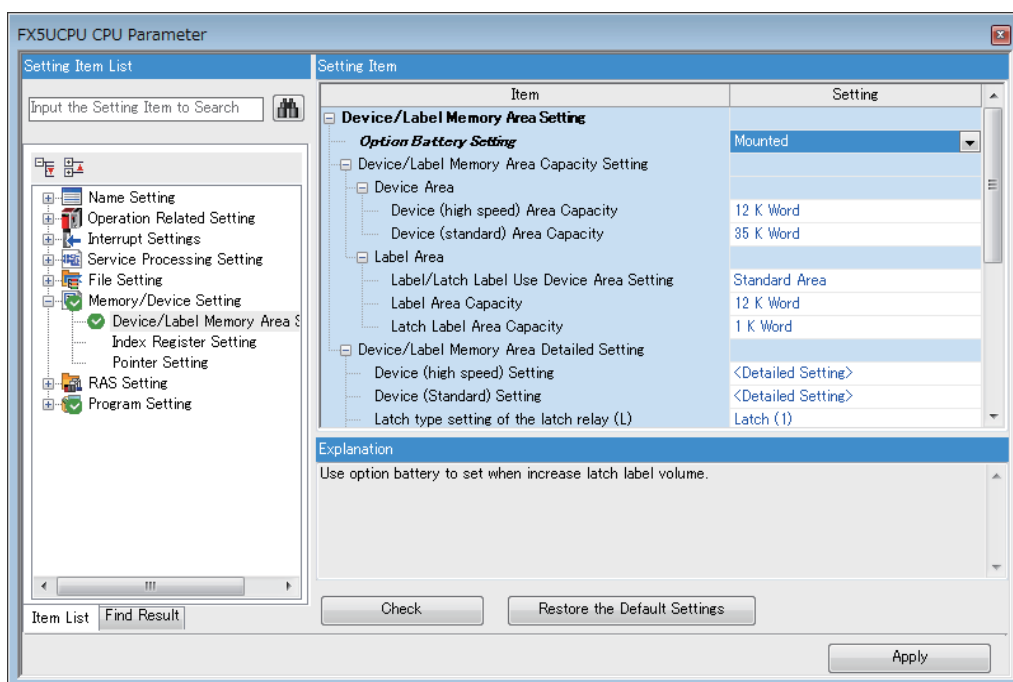 FX5UCPU CPU Parameter
Setting Item List
Input the Setting Item to Search
Name Setting
Operation Related Setting
Interrupt Settings
Service Processing Setting
File Setting
Memory/Device Setting
Device/Label Memory Area S
Index Register Setting
Pointer Setting
RAS Setting
Program Setting
Item List
Find Result
Setting Item
Item Setting
Device/Label Memory Area Setting
Option Battery Setting Mounted
Device/Label Memory Area Capacity Setting
Device Area
Device (high speed) Area Capacity 12 K Word
Device (standard) Area Capacity 35 K Word
Label Area
Label/Latch Label Use Device Area Setting Standard Area
Label Area Capacity 12 K Word
Latch Label Area Capacity 1 K Word
Device/Label Memory Area Detailed Setting
Device (high speed) Setting <Detailed Setting>
Device (Standard) Setting <Detailed Setting>
Latch type setting of the latch relay (L) Latch (1)
Explanation
Use option battery to set when increase latch label volume.
Check
Restore the Default Settings
Apply